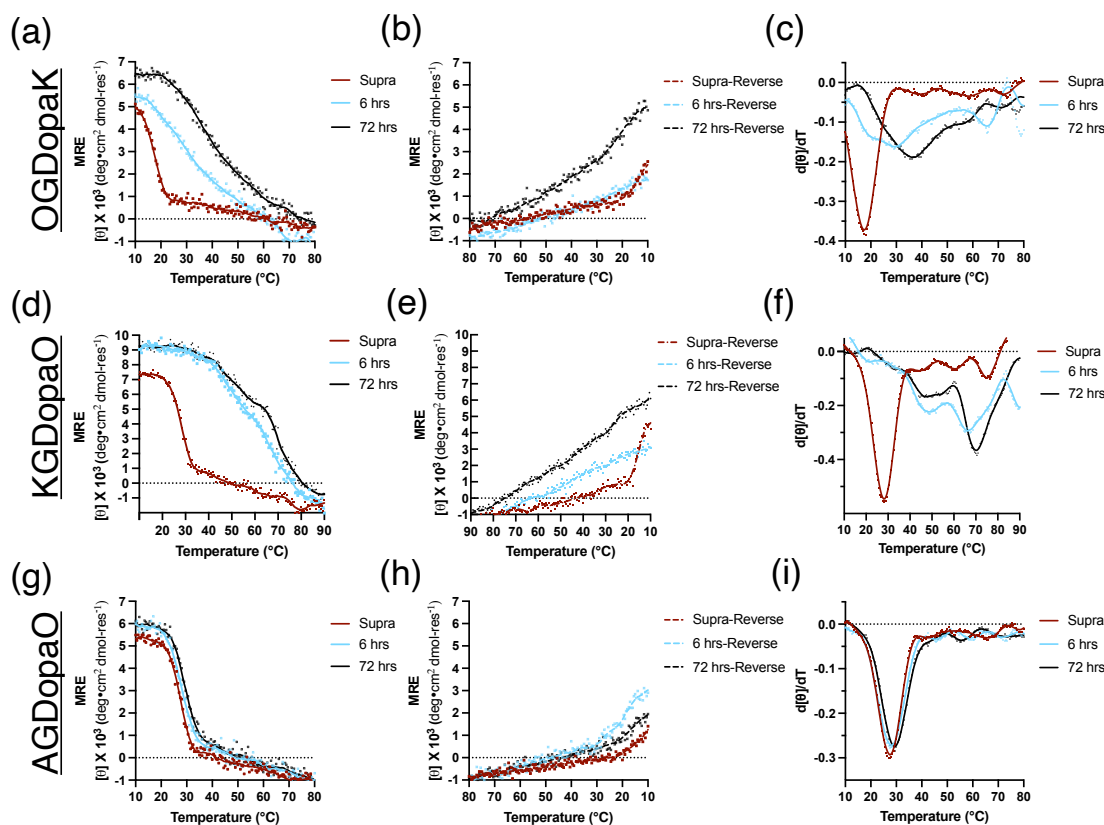 (a)
(b)
(c)
OGDopaK
MRE
[θ] X 10³ (deg•cm² dmol-res⁻¹)
7
6
5
4
3
2
1
0
-1
10 20 30 40 50 60 70 80
Temperature (°C)
Supra
6 hrs
72 hrs
MRE
[θ] X 10³ (deg•cm² dmol-res⁻¹)
7
6
5
4
3
2
1
0
-1
80 70 60 50 40 30 20 10
Temperature (°C)
Supra-Reverse
6 hrs-Reverse
72 hrs-Reverse
d[θ]/dT
0.0
-0.1
-0.2
-0.3
-0.4
10 20 30 40 50 60 70 80
Temperature (°C)
Supra
6 hrs
72 hrs
(d)
(e)
(f)
KGDopaO
MRE
[θ] X 10³ (deg•cm² dmol-res⁻¹)
10
9
8
7
6
5
4
3
2
1
0
-1
10 20 30 40 50 60 70 80 90
Temperature (°C)
Supra
6 hrs
72 hrs
MRE
[θ] X 10³ (deg•cm² dmol-res⁻¹)
10
9
8
7
6
5
4
3
2
1
0
-1
90 80 70 60 50 40 30 20 10
Temperature (°C)
Supra-Reverse
6 hrs-Reverse
72 hrs-Reverse
d[θ]/dT
0.0
-0.2
-0.4
10 20 30 40 50 60 70 80 90
Temperature (°C)
Supra
6 hrs
72 hrs
(g)
(h)
(i)
AGDopaO
MRE
[θ] X 10³ (deg•cm² dmol-res⁻¹)
7
6
5
4
3
2
1
0
-1
10 20 30 40 50 60 70 80
Temperature (°C)
Supra
6 hrs
72 hrs
MRE
[θ] X 10³ (deg•cm² dmol-res⁻¹)
7
6
5
4
3
2
1
0
-1
80 70 60 50 40 30 20 10
Temperature (°C)
Supra-Reverse
6 hrs-Reverse
72 hrs-Reverse
d[θ]/dT
0.0
-0.1
-0.2
-0.3
10 20 30 40 50 60 70 80
Temperature (°C)
Supra
6 hrs
72 hrs